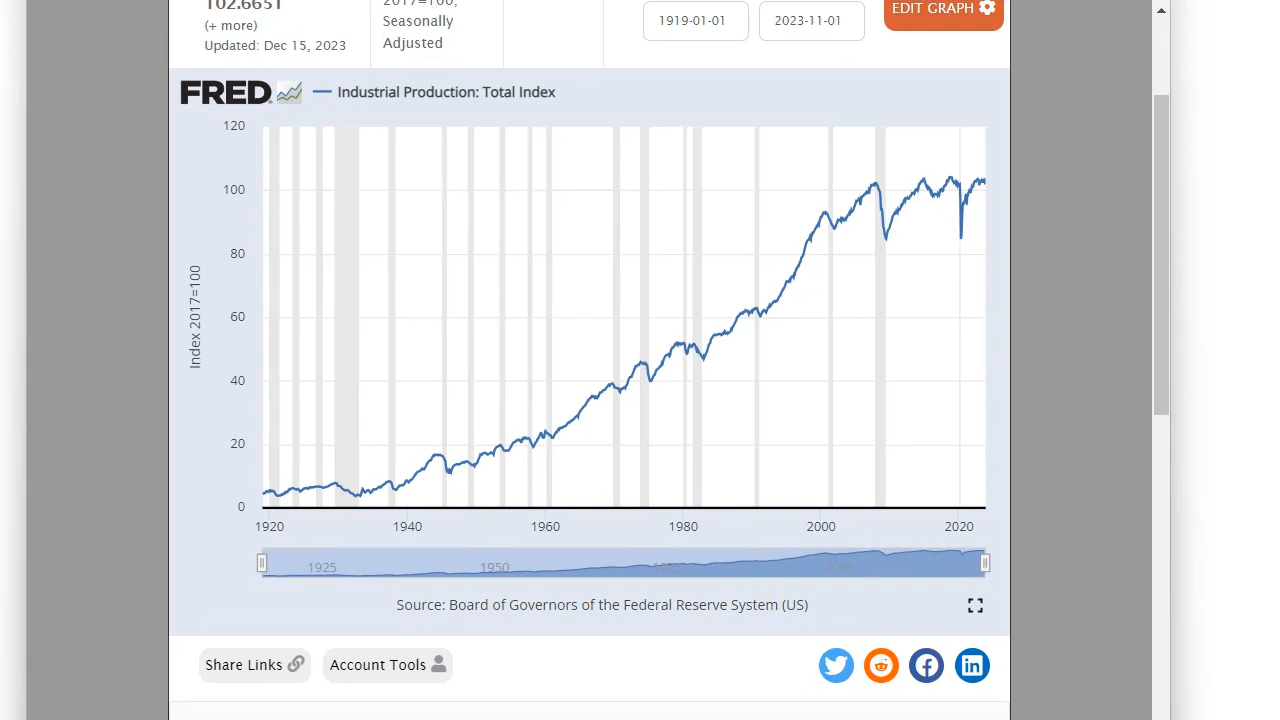 102.6651
(+ more)
Updated: Dec 15, 2023
2017=100,
Seasonally
Adjusted
1919-01-01
2023-11-01
EDIT GRAPH
FRED
Industrial Production: Total Index
120
100
80
60
40
20
0
Index 2017=100
1920
1940
1960
1980
2000
2020
1925
1950
1975
2000
Source: Board of Governors of the Federal Reserve System (US)
Share Links
Account Tools